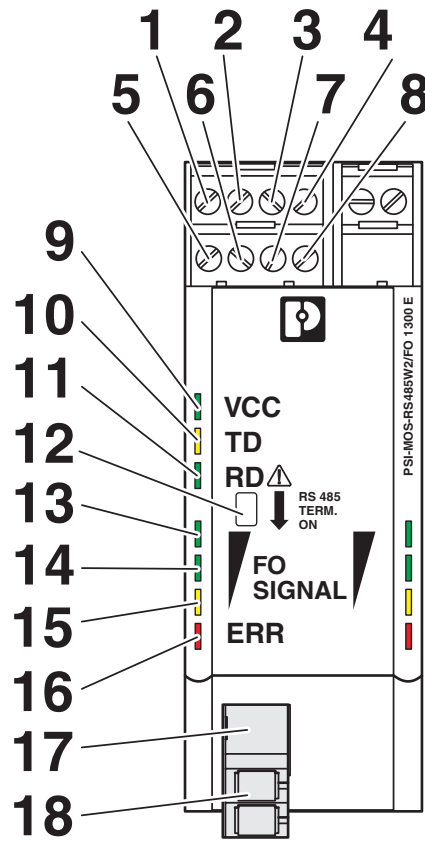 1 2 3 4
5 6 7 8
9
10
11
12
13
14
15
16
17
18
VCC
TD
RD
RS 485
TERM.
ON
FO
SIGNAL
ERR
PSI-MOS-RS485W2/FO 1300 E